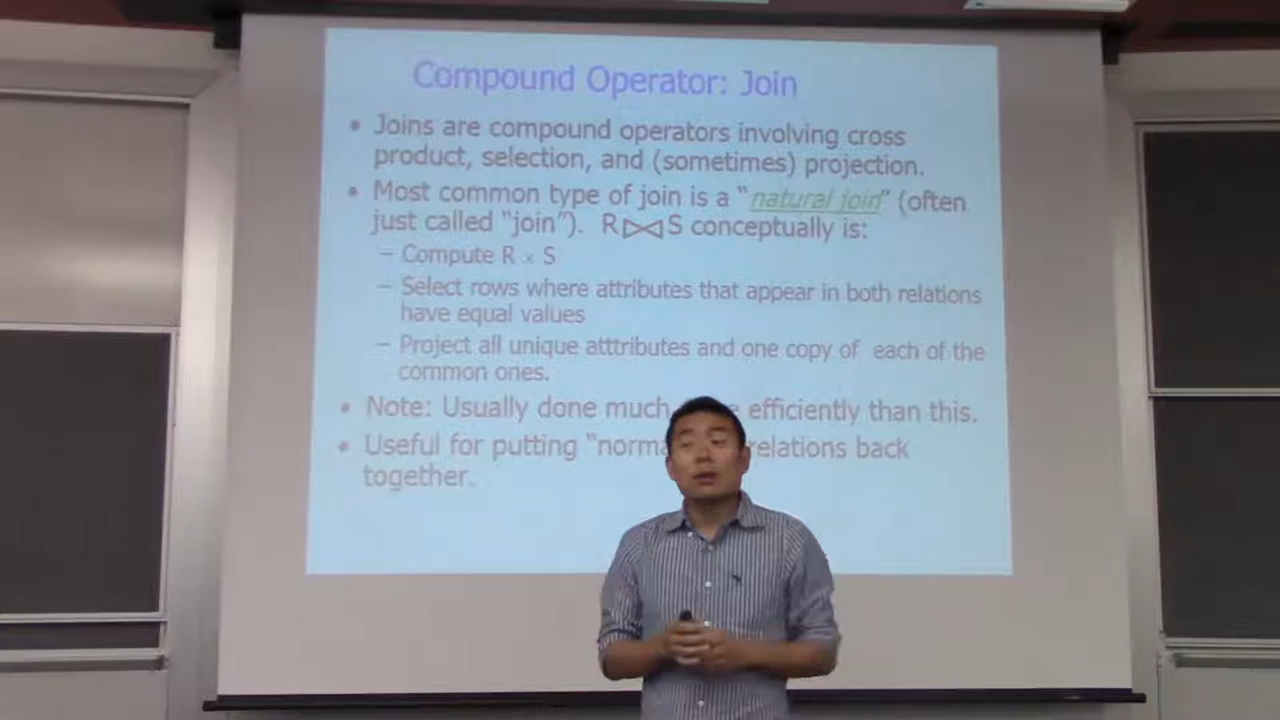 Compound Operator: Join
• Joins are compound operators involving cross
product, selection, and (sometimes) projection.
• Most common type of join is a “natural join” (often
just called “join”). R⋈S conceptually is:
– Compute R × S
– Select rows where attributes that appear in both relations
have equal values
– Project all unique atttributes and one copy of each of the
common ones.
• Note: Usually done much efficiently than this.
• Useful for putting “norma relations back
together.